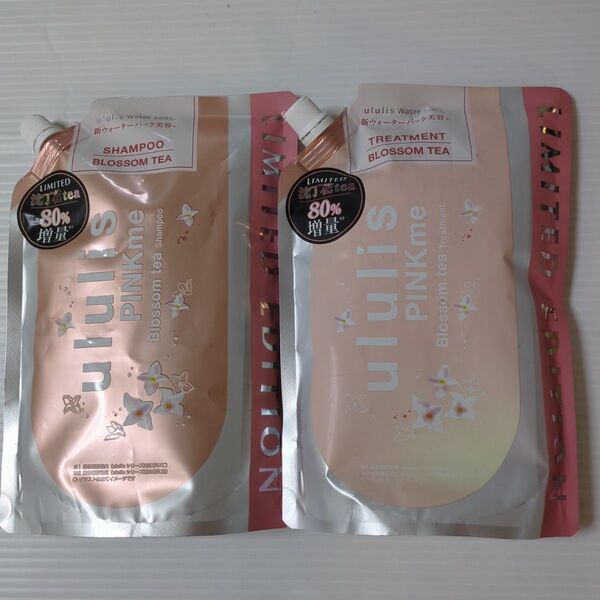 ululis Water conc.
新ウォーターパック美容
SHAMPOO
BLOSSOM TEA
LIMITED
沈丁花tea
80%
増量
ululis
PINKme
Blossom tea Shampoo
LIMITED EDITION
ululis Water conc.
新ウォーターパック美容
TREATMENT
BLOSSOM TEA
LIMITED
沈丁花tea
80%
増量
ululis
PINKme
Blossom tea Treatment
LIMITED EDITION